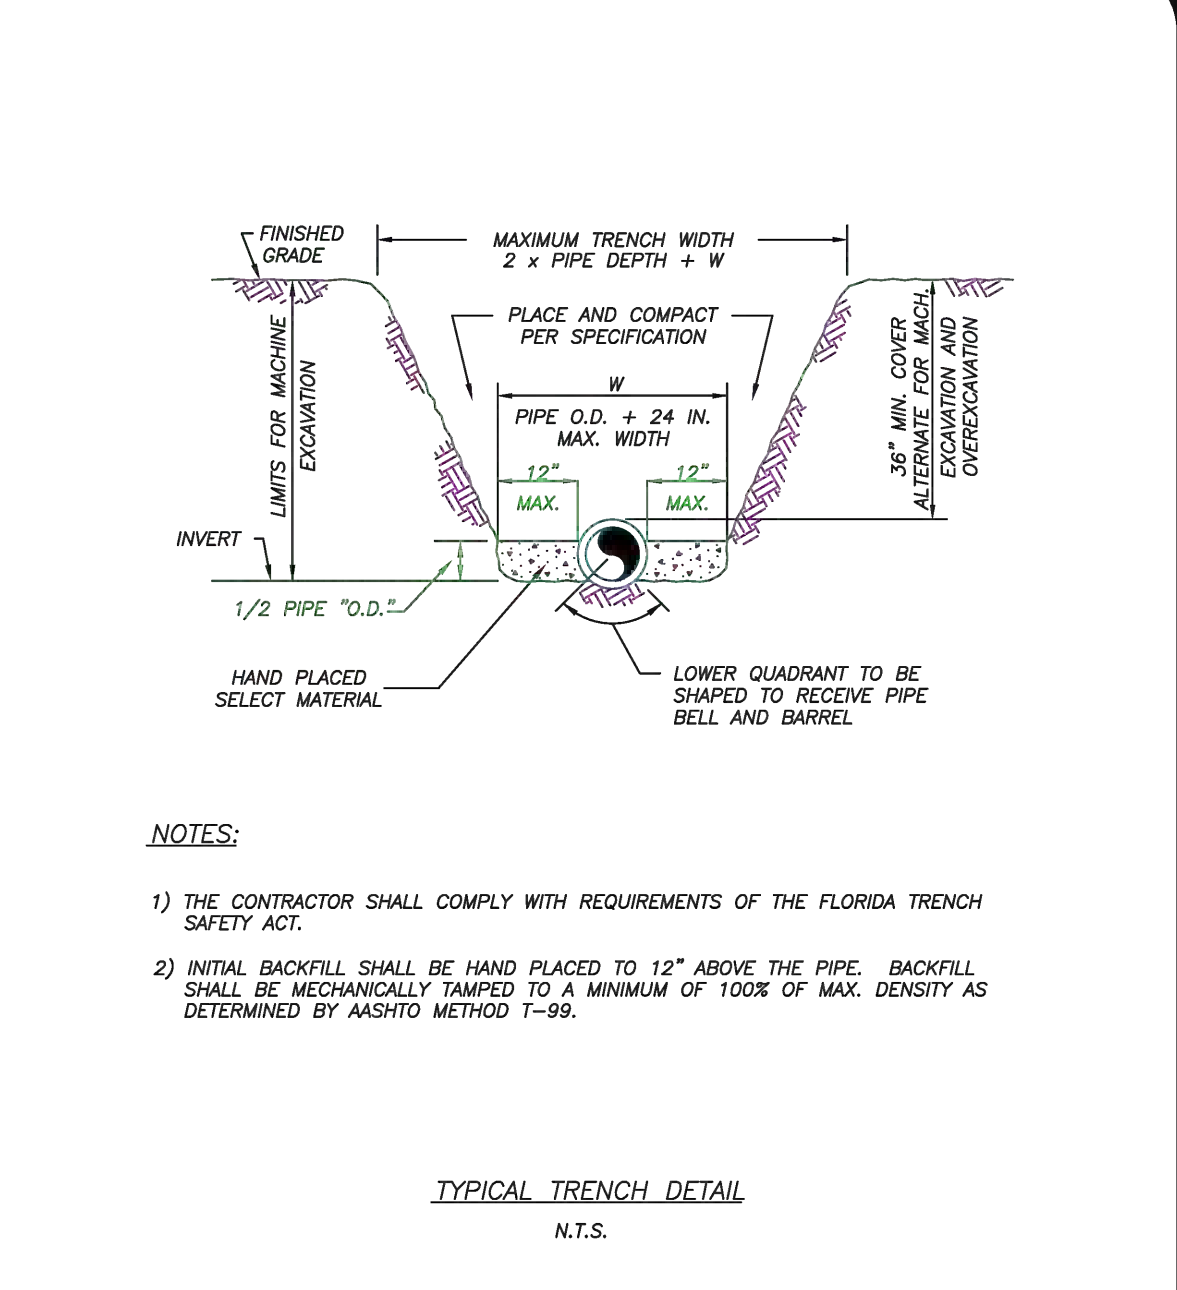 FINISHED
GRADE
MAXIMUM TRENCH WIDTH
2 x PIPE DEPTH + W
PLACE AND COMPACT
PER SPECIFICATION
LIMITS FOR MACHINE
EXCAVATION
W
PIPE O.D. + 24 IN.
MAX. WIDTH
12"
MAX.
12"
MAX.
36" MIN. COVER
ALTERNATE FOR MACH.
EXCAVATION AND
OVEREXCAVATION
INVERT
1/2 PIPE "O.D."
HAND PLACED
SELECT MATERIAL
LOWER QUADRANT TO BE
SHAPED TO RECEIVE PIPE
BELL AND BARREL
NOTES:
1) THE CONTRACTOR SHALL COMPLY WITH REQUIREMENTS OF THE FLORIDA TRENCH
SAFETY ACT.
2) INITIAL BACKFILL SHALL BE HAND PLACED TO 12" ABOVE THE PIPE. BACKFILL
SHALL BE MECHANICALLY TAMPED TO A MINIMUM OF 100% OF MAX. DENSITY AS
DETERMINED BY AASHTO METHOD T-99.
TYPICAL TRENCH DETAIL
N.T.S.